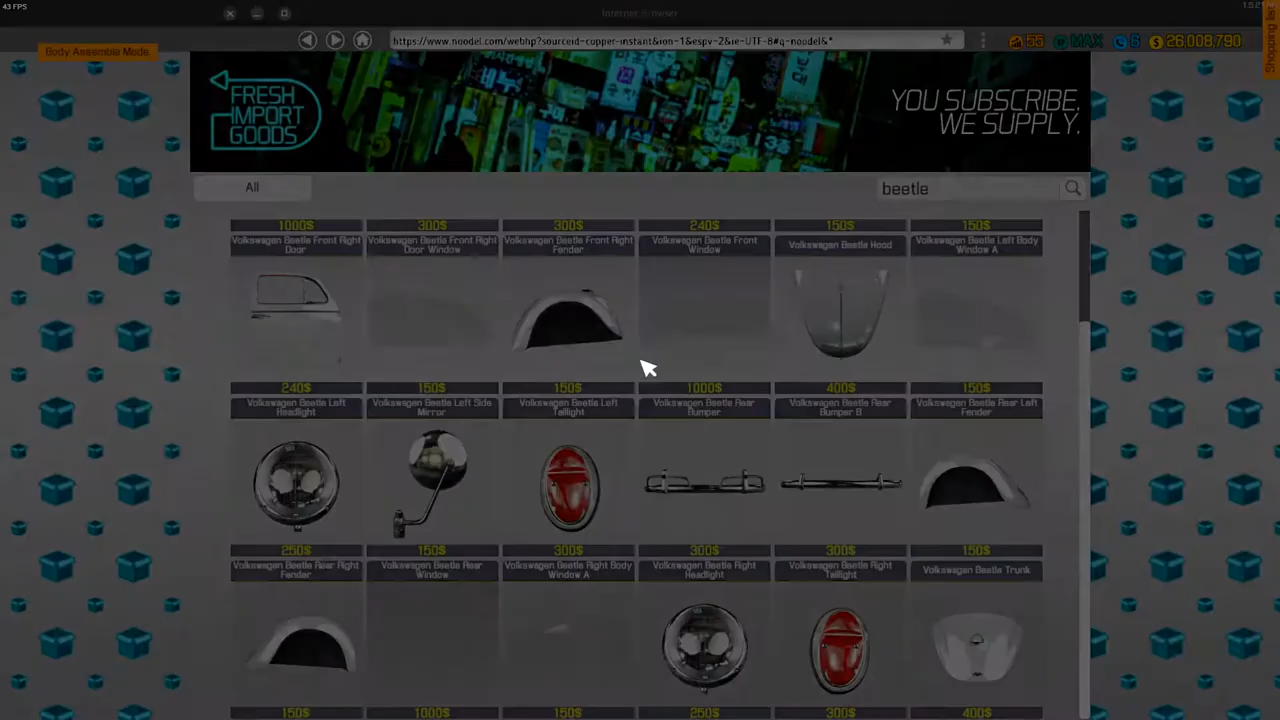 43 FPS
Internet Browser
Body Assemble Mode
https://www.noodel.com/webhp?sourceid-copper-instant&ion-1&espv-2&ie-UTF-8#q-noodel&*
55
MAX
6
26,008,790
Shopping list
FRESH
IMPORT
GOODS
YOU SUBSCRIBE.
WE SUPPLY.
All
beetle
1000$ 300$ 300$ 240$ 150$ 150$
Volkswagen Beetle Front Right
Door
Volkswagen Beetle Front Right
Door Window
Volkswagen Beetle Front Right
Fender
Volkswagen Beetle Front
Window
Volkswagen Beetle Hood
Volkswagen Beetle Left Body
Window A
240$ 150$ 150$ 1000$ 400$ 150$
Volkswagen Beetle Left
Headlight
Volkswagen Beetle Left Side
Mirror
Volkswagen Beetle Left
Taillight
Volkswagen Beetle Rear
Bumper
Volkswagen Beetle Rear
Bumper B
Volkswagen Beetle Rear Left
Fender
250$ 150$ 300$ 300$ 300$ 150$
Volkswagen Beetle Rear Right
Fender
Volkswagen Beetle Rear
Window
Volkswagen Beetle Right Body
Window A
Volkswagen Beetle Right
Headlight
Volkswagen Beetle Right
Taillight
Volkswagen Beetle Trunk
150$ 1000$ 150$ 250$ 300$ 400$